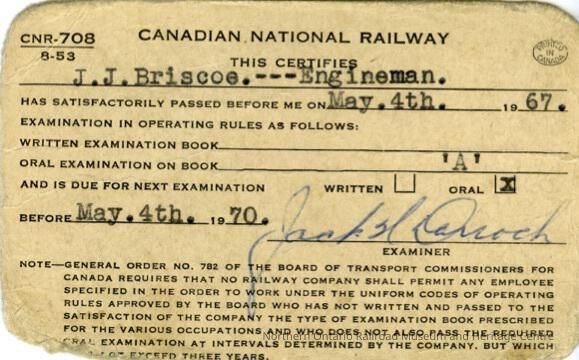 CNR-708
8-53
CANADIAN NATIONAL RAILWAY
PRINTED IN CANADA
THIS CERTIFIES
J.J.Briscoe.---Engineman.
HAS SATISFACTORILY PASSED BEFORE ME ON May. 4th. 19 67.
EXAMINATION IN OPERATING RULES AS FOLLOWS:
WRITTEN EXAMINATION BOOK
ORAL EXAMINATION ON BOOK 'A'
AND IS DUE FOR NEXT EXAMINATION WRITTEN ORAL X
BEFORE May. 4th. 19 70.
EXAMINER
NOTE—GENERAL ORDER NO. 782 OF THE BOARD OF TRANSPORT COMMISSIONERS FOR
CANADA REQUIRES THAT NO RAILWAY COMPANY SHALL PERMIT ANY EMPLOYEE
SPECIFIED IN THE ORDER TO WORK UNDER THE UNIFORM CODES OF OPERATING
RULES APPROVED BY THE BOARD WHO HAS NOT WRITTEN AND PASSED TO THE
SATISFACTION OF THE COMPANY THE TYPE OF EXAMINATION BOOK PRESCRIBED
FOR THE VARIOUS OCCUPATIONS AND WHO DOES NOT ALSO PASS THE REQUIRED
Northern Ontario Railroad Museum and Heritage Centre
ORAL EXAMINATION AT INTERVALS DETERMINED BY THE COMPANY, BUT WHICH
EXCEED THREE YEARS.